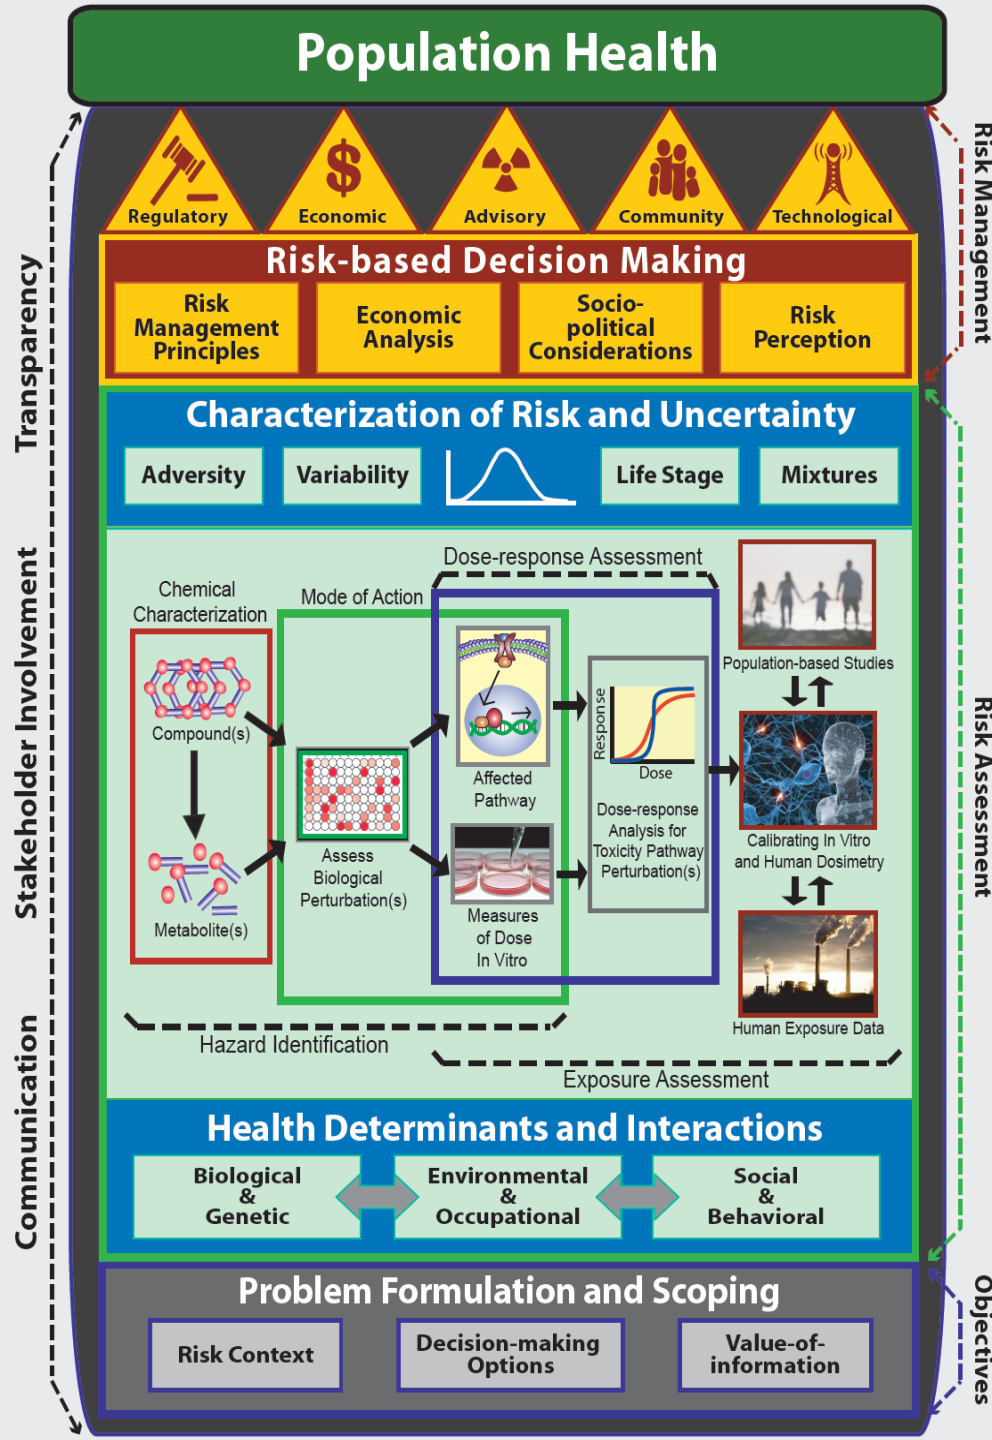 Population Health
Regulatory
Economic
Advisory
Community
Technological
Risk-based Decision Making
Risk
Management
Principles
Economic
Analysis
Socio-
political
Considerations
Risk
Perception
Characterization of Risk and Uncertainty
Adversity
Variability
Life Stage
Mixtures
Dose-response Assessment
Chemical
Characterization
Mode of Action
Compound(s)
Metabolite(s)
Assess
Biological
Perturbation(s)
Affected
Pathway
Measures
of Dose
In Vitro
Response
Dose
Dose-response
Analysis for
Toxicity Pathway
Perturbation(s)
Population-based Studies
Calibrating In Vitro
and Human Dosimetry
Human Exposure Data
Hazard Identification
Exposure Assessment
Health Determinants and Interactions
Biological
&
Genetic
Environmental
&
Occupational
Social
&
Behavioral
Problem Formulation and Scoping
Risk Context
Decision-making
Options
Value-of-
information
Transparency
Stakeholder Involvement
Communication
Risk Management
Risk Assessment
Objectives